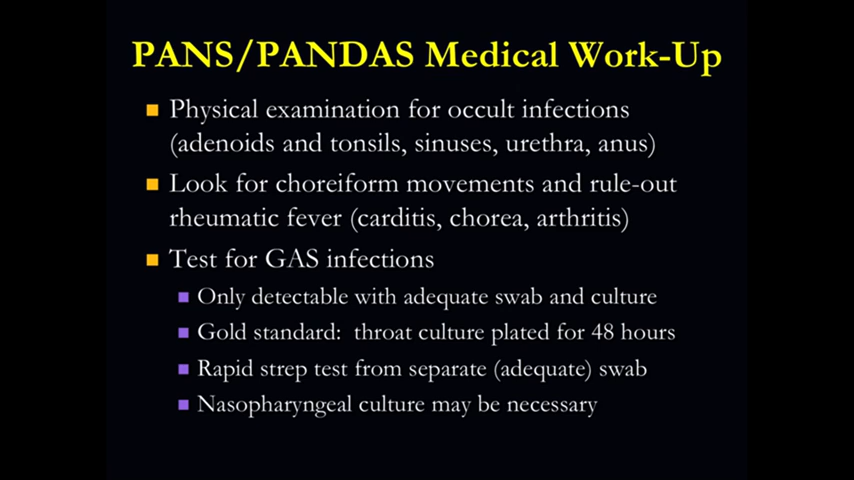 PANS/PANDAS Medical Work-Up
Physical examination for occult infections
(adenoids and tonsils, sinuses, urethra, anus)
Look for choreiform movements and rule-out
rheumatic fever (carditis, chorea, arthritis)
Test for GAS infections
Only detectable with adequate swab and culture
Gold standard: throat culture plated for 48 hours
Rapid strep test from separate (adequate) swab
Nasopharyngeal culture may be necessary